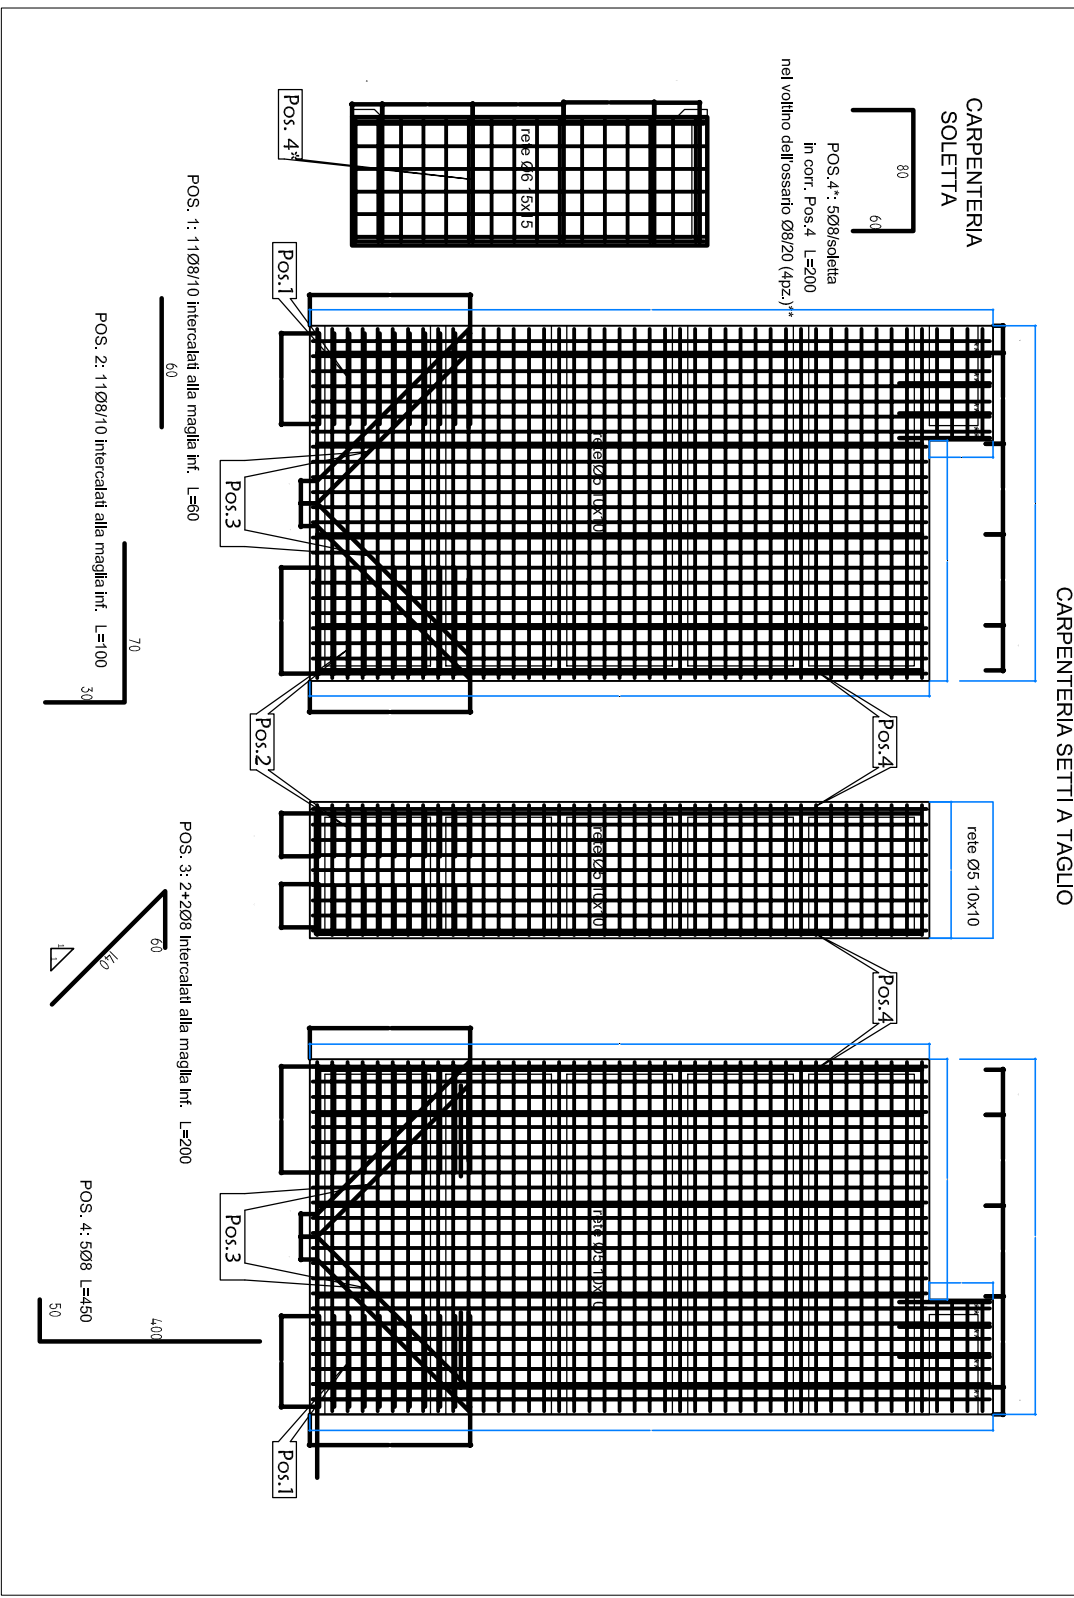 CARPENTERIA SETTI A TAGLIO
CARPENTERIA
SOLETTA
80
60
POS.4*: 5Ø8/soletta
in corr. Pos.4 L=200
nel voltino dell'ossario Ø8/20 (4pz.)**
rete Ø6 15x15
Pos. 4*
rete Ø5 10x10
Pos.1
Pos.3
Pos.2
Pos.4
rete Ø5 10x10
rete Ø5 10x10
Pos.4
rete Ø5 10x10
Pos.3
Pos.1
POS. 1: 11Ø8/10 intercalati alla maglia inf. L=60
60
POS. 2: 11Ø8/10 intercalati alla maglia inf. L=100
70
30
POS. 3: 2+2Ø8 intercalati alla maglia inf. L=200
60
140
1
1
POS. 4: 5Ø8 L=450
400
50